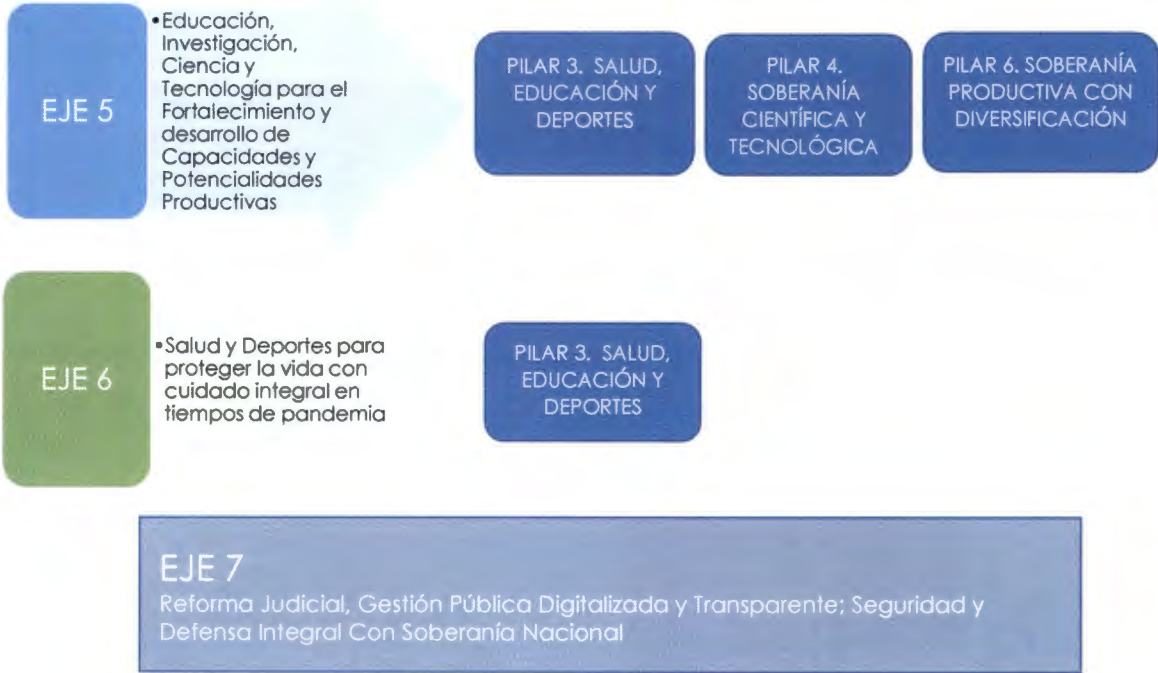 EJE 5
•Educación,
Investigación,
Ciencia y
Tecnología para el
Fortalecimiento y
desarrollo de
Capacidades y
Potencialidades
Productivas
PILAR 3. SALUD,
EDUCACIÓN Y
DEPORTES
PILAR 4.
SOBERANÍA
CIENTÍFICA Y
TECNOLÓGICA
PILAR 6. SOBERANÍA
PRODUCTIVA CON
DIVERSIFICACIÓN
EJE 6
•Salud y Deportes para
proteger la vida con
cuidado integral en
tiempos de pandemia
PILAR 3. SALUD,
EDUCACIÓN Y
DEPORTES
EJE 7
Reforma Judicial, Gestión Pública Digitalizada y Transparente; Seguridad y
Defensa Integral Con Soberanía Nacional